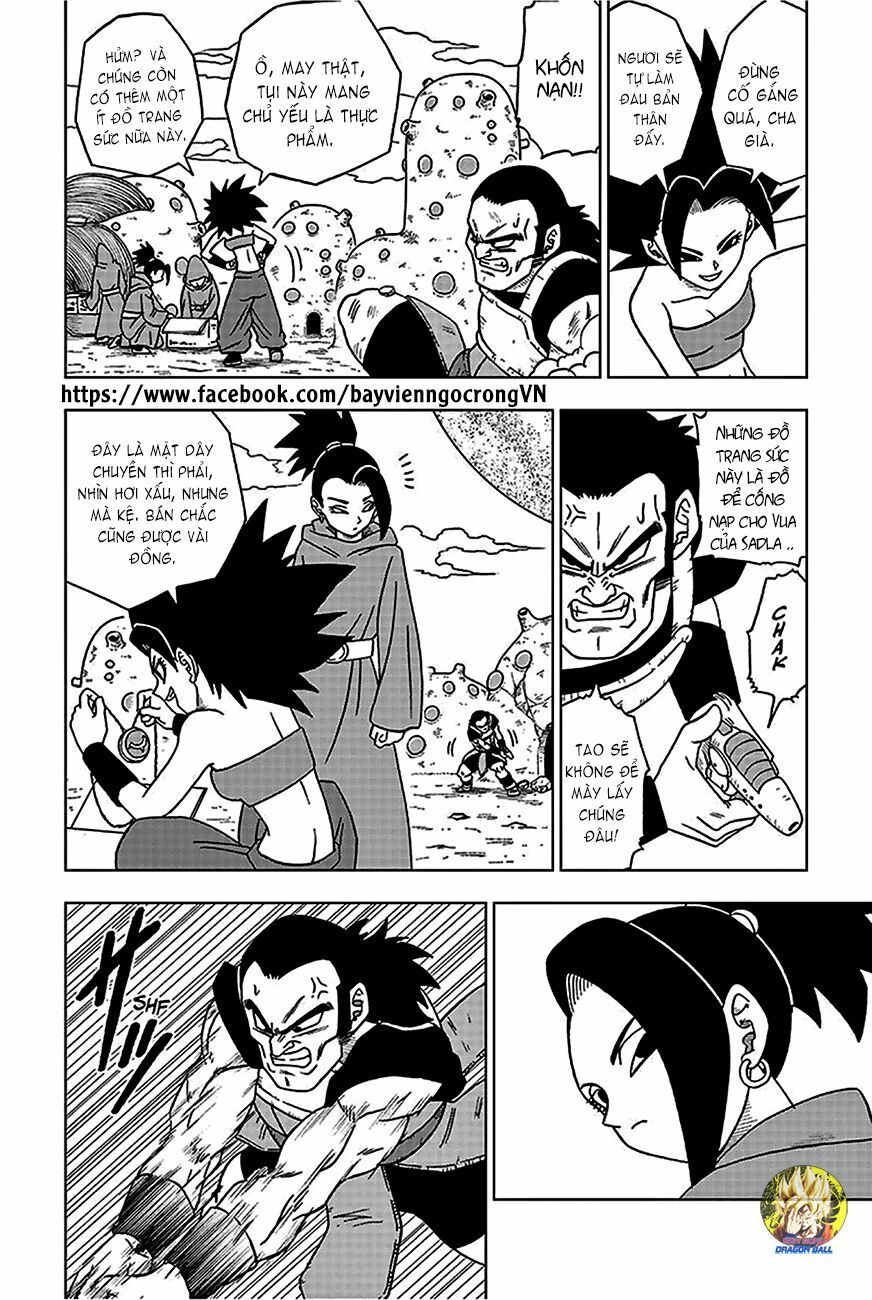 ĐỪNG
CỐ GẮNG
QUÁ, CHA
GIÀ.
NGƯƠI SẼ
TỰ LÀM
ĐAU BẢN
THÂN
ĐẤY.
KHỐN
NẠN!!
Ồ, MAY THẬT,
TỤI NÀY MANG
CHỦ YẾU LÀ THỰC
PHẨM.
HỬM? VÀ
CHÚNG CÒN
CÓ THÊM MỘT
ÍT ĐỒ TRANG
SỨC NỮA NÀY.
https://www.facebook.com/bayvienngocrongVN
NHỮNG ĐỒ
TRANG SỨC
NÀY LÀ ĐỒ
ĐỂ CỐNG
NẠP CHO VUA
CỦA SADLA ..
CHAK
TAO SẼ
KHÔNG ĐỂ
MÀY LẤY
CHÚNG
ĐÂU!
ĐÂY LÀ MẶT DÂY
CHUYỀN THÌ PHẢI,
NHÌN HƠI XẤU, NHƯNG
MÀ KỆ. BÁN CHẮC
CŨNG ĐƯỢC VÀI
ĐỒNG.
SHF
DRAGON BALL